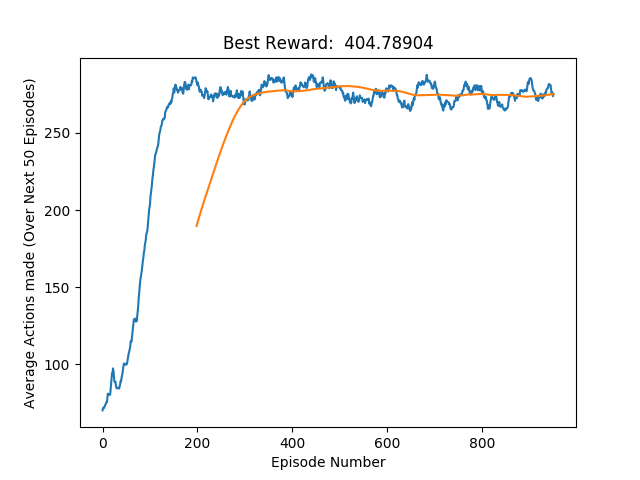 Best Reward:  404.78904
Average Actions made (Over Next 50 Episodes)
250
200
150
100
0 200 400 600 800
Episode Number